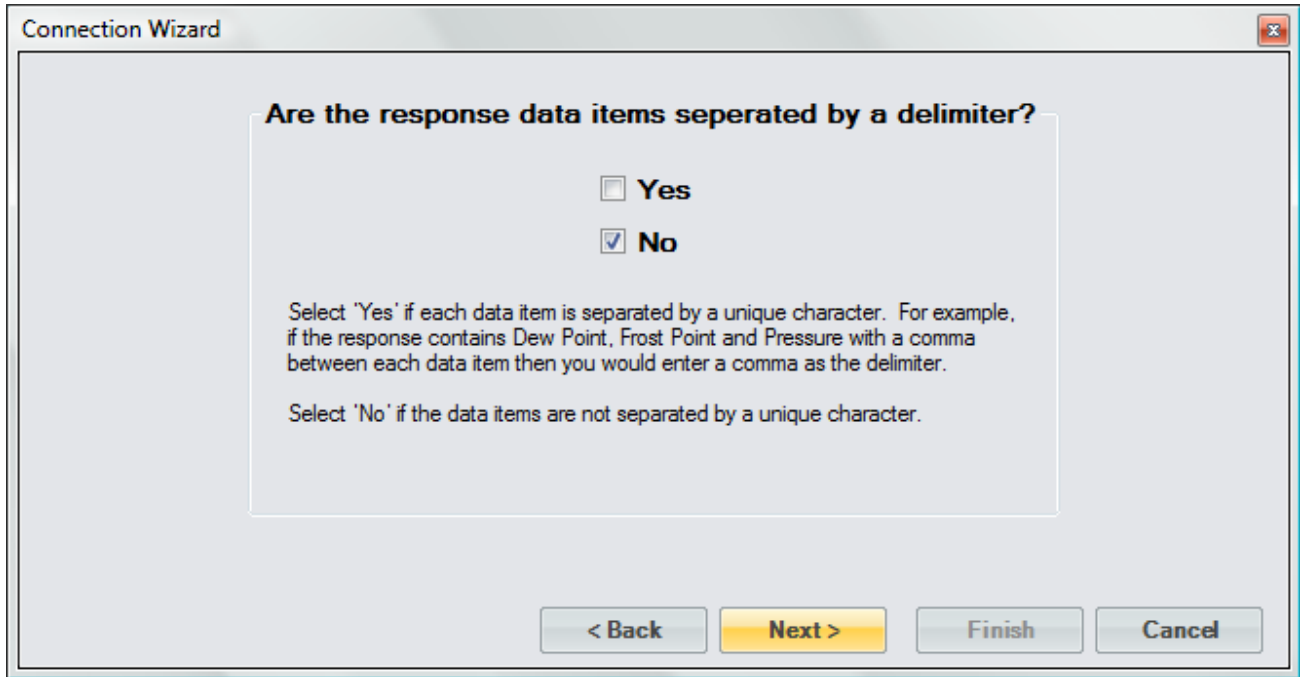 Connection Wizard
Are the response data items seperated by a delimiter?
Yes
No
Select 'Yes' if each data item is separated by a unique character.  For example,
if the response contains Dew Point, Frost Point and Pressure with a comma
between each data item then you would enter a comma as the delimiter.
Select 'No' if the data items are not separated by a unique character.
< Back
Next >
Finish
Cancel